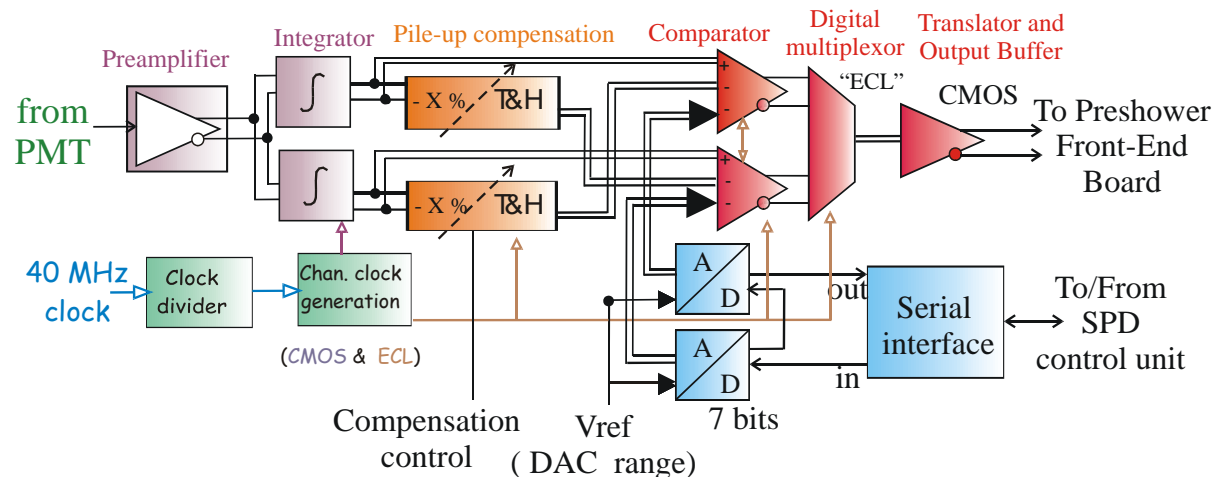 Preamplifier
Integrator
Pile-up compensation
Comparator
Digital
multiplexor
Translator and
Output Buffer
"ECL"
CMOS
from
PMT
∫
- X %
T&H
+
-
-
∫
- X %
T&H
+
-
-
To Preshower
Front-End
Board
40 MHz
clock
Clock
divider
Chan. clock
generation
(CMOS & ECL)
A
D
A
D
out
in
Serial
interface
To/From
SPD
control unit
7 bits
Compensation
control
Vref
( DAC range)